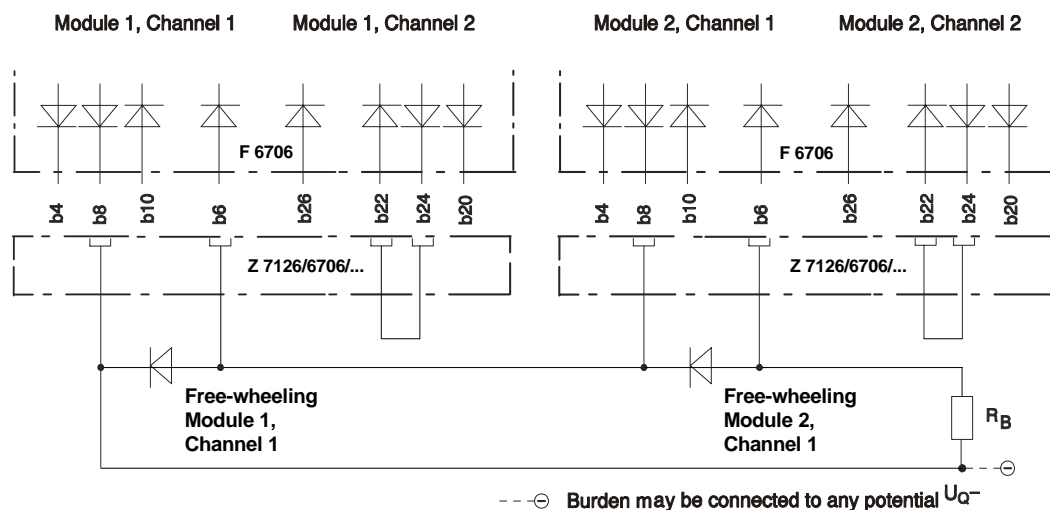 Module 1, Channel 1 Module 1, Channel 2 Module 2, Channel 1 Module 2, Channel 2
F 6706 F 6706
b4 b8 b10 b6 b26 b22 b24 b20 b4 b8 b10 b6 b26 b22 b24 b20
Z 7126/6706/... Z 7126/6706/...
Free-wheeling Free-wheeling
Module 1, Module 2,
Channel 1 Channel 1
RB
Burden may be connected to any potential UQ−